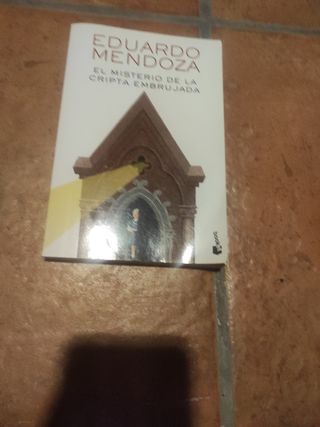 EDUARDO
MENDOZA
EL MISTERIO DE LA
CRIPTA EMBRUJADA